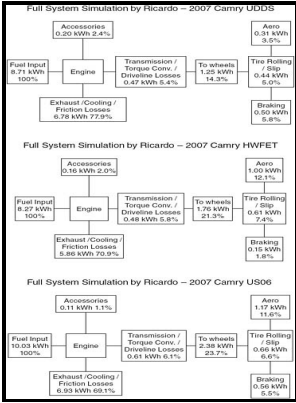 Full System Simulation by Ricardo – 2007 Camry UDDS
Accessories
0.20 kWh 2.4%
Aero
0.31 kWh
3.5%
Fuel Input
8.71 kWh
100%
Engine
Transmission /
Torque Conv. /
Driveline Losses
0.47 kWh 5.4%
To wheels
1.25 kWh
14.3%
Tire Rolling
/ Slip
0.44 kWh
5.0%
Exhaust /Cooling /
Friction Losses
6.78 kWh 77.9%
Braking
0.50 kWh
5.8%
Full System Simulation by Ricardo – 2007 Camry HWFET
Accessories
0.16 kWh 2.0%
Aero
1.00 kWh
12.1%
Fuel Input
8.27 kWh
100%
Engine
Transmission /
Torque Conv. /
Driveline Losses
0.48 kWh 5.8%
To wheels
1.76 kWh
21.3%
Tire Rolling
/ Slip
0.61 kWh
7.4%
Exhaust /Cooling /
Friction Losses
5.86 kWh 70.9%
Braking
0.15 kWh
1.8%
Full System Simulation by Ricardo – 2007 Camry US06
Accessories
0.11 kWh 1.1%
Aero
1.17 kWh
11.6%
Fuel Input
10.03 kWh
100%
Engine
Transmission /
Torque Conv. /
Driveline Losses
0.61 kWh 6.1%
To wheels
2.38 kWh
23.7%
Tire Rolling
/ Slip
0.66 kWh
6.6%
Exhaust /Cooling /
Friction Losses
6.93 kWh 69.1%
Braking
0.56 kWh
5.5%